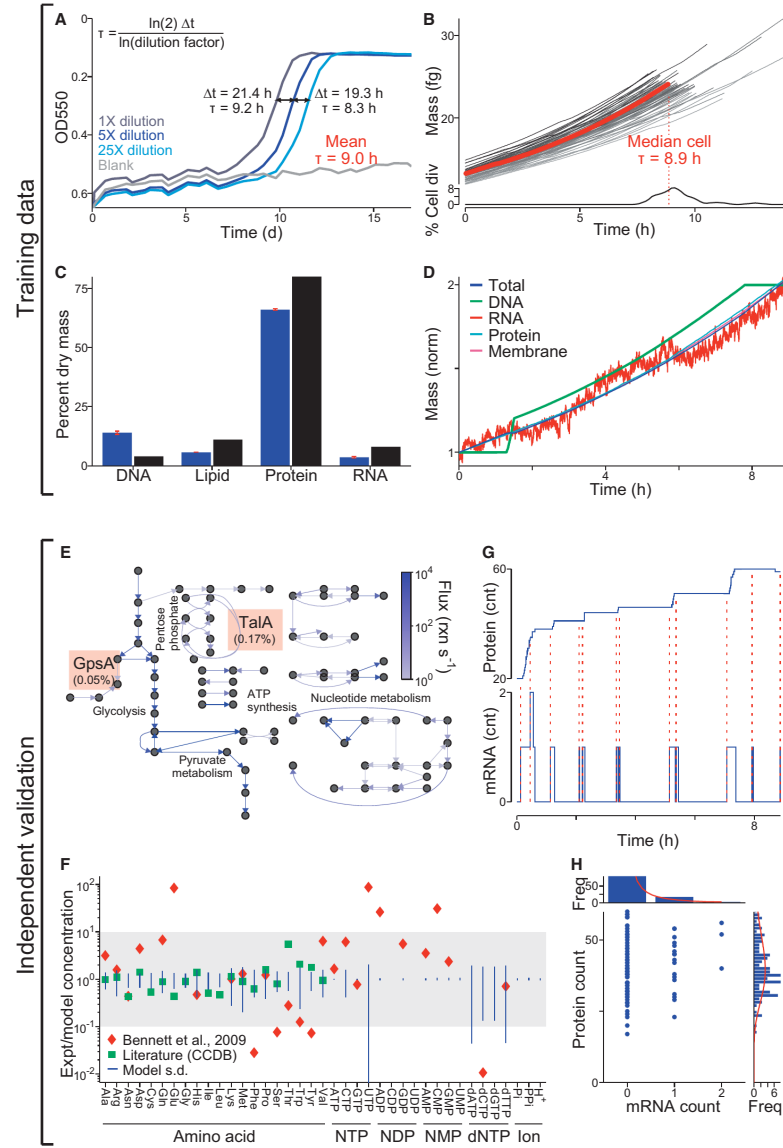 Training data
A
τ = ln(2) Δt
ln(dilution factor)
0
0.2
0.4
0.6
OD550
Δt = 21.4 h
τ = 9.2 h
Δt = 19.3 h
τ = 8.3 h
1X dilution
5X dilution
25X dilution
Blank
Mean
τ = 9.0 h
0 5 10 15
Time (d)
B
Mass (fg)
30
20
Median cell
τ = 8.9 h
% Cell div
8
0
0 5 10
Time (h)
C
Percent dry mass
75
50
25
0
DNA Lipid Protein RNA
D
Total
DNA
RNA
Protein
Membrane
Mass (norm)
2
1
0 4 8
Time (h)
Independent validation
E
Pentose
phosphate
TalA
(0.17%)
GpsA
(0.05%)
Glycolysis
ATP
synthesis
Pyruvate
metabolism
Nucleotide metabolism
Flux (rxn s⁻¹)
10⁴
10²
10⁰
G
Protein (cnt)
60
20
mRNA (cnt)
2
1
0
0 4 8
Time (h)
F
Expt/model concentration
10²
10¹
10⁰
10⁻¹
10⁻²
Bennett et al., 2009
Literature (CCDB)
Model s.d.
Ala
Arg
Asn
Asp
Cys
Gln
Glu
Gly
His
Ile
Leu
Lys
Met
Phe
Pro
Ser
Thr
Trp
Tyr
Val
ATP
CTP
GTP
UTP
ADP
CDP
GDP
UDP
AMP
CMP
GMP
UMP
dATP
dCTP
dGTP
dTTP
Pi
PPi
H⁺
Amino acid NTP NDP NMP dNTP Ion
H
Freq
50
0
Protein count
50
0
0 1 2
mRNA count
0 3 6
Freq